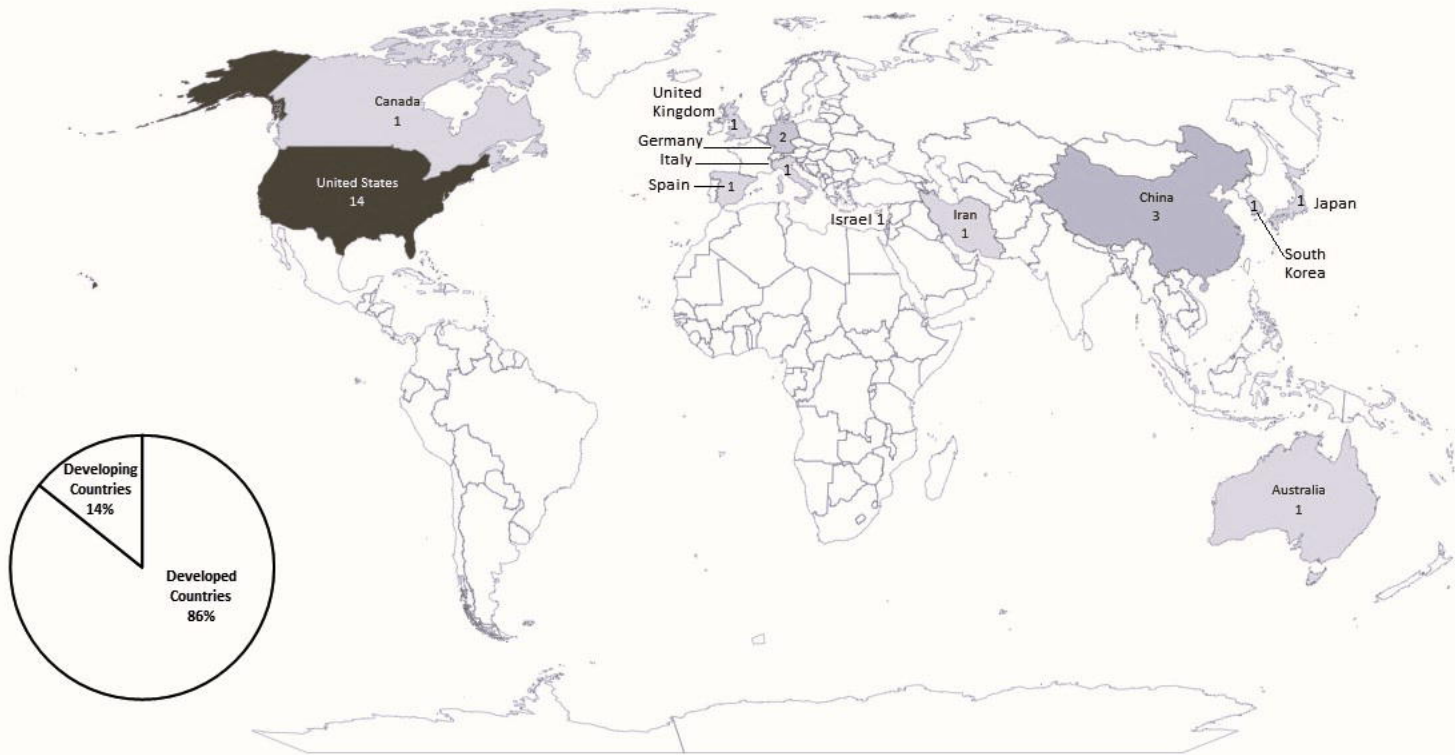 Canada
1
United States
14
United
Kingdom
1
Germany
2
Italy
1
Spain
1
Israel 1
Iran
1
China
3
1
Japan
1
South
Korea
Australia
1
Developing
Countries
14%
Developed
Countries
86%